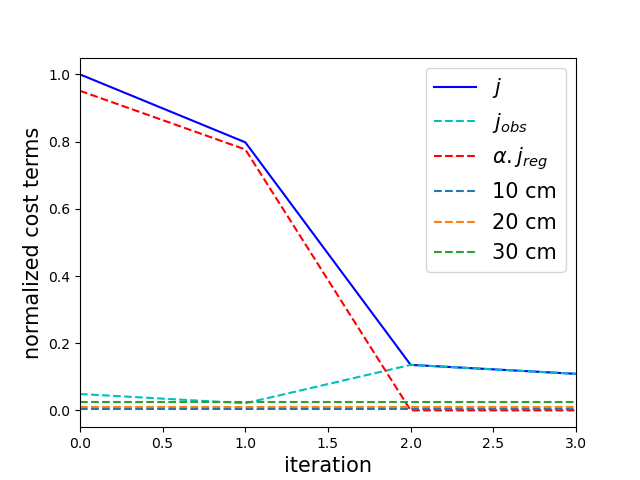 normalized cost terms
1.0
0.8
0.6
0.4
0.2
0.0
j
j_obs
α.j_reg
10 cm
20 cm
30 cm
0.0 0.5 1.0 1.5 2.0 2.5 3.0
iteration